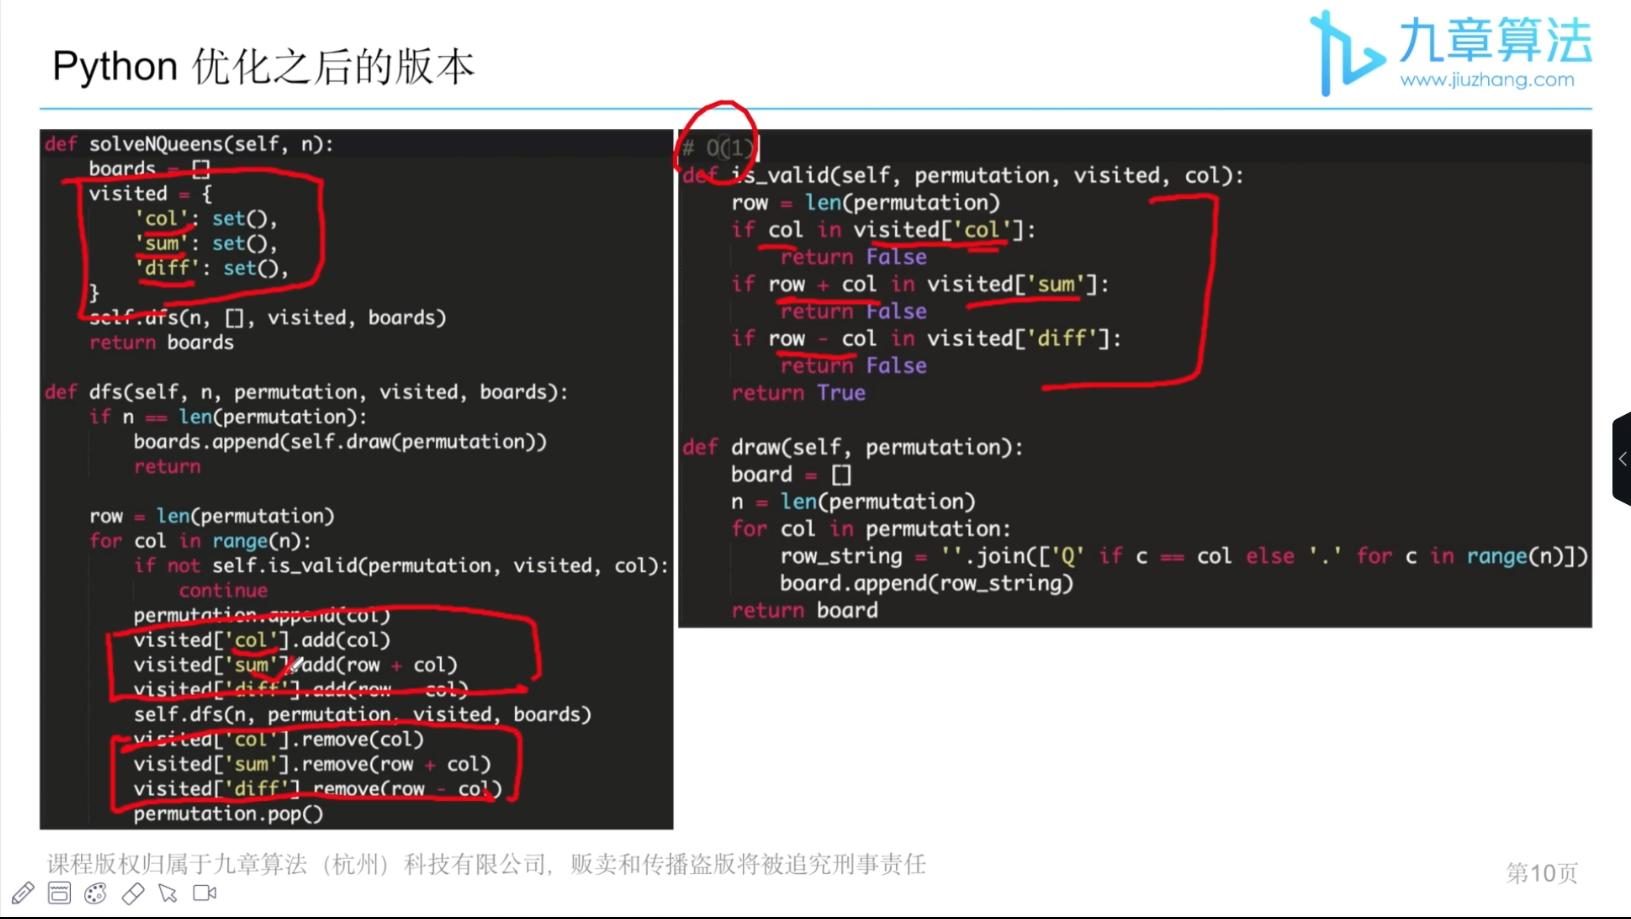 Python 优化之后的版本
九章算法
www.jiuzhang.com
def solveNQueens(self, n):
boards = []
visited = {
'col': set(),
'sum': set(),
'diff': set(),
}
self.dfs(n, [], visited, boards)
return boards
def dfs(self, n, permutation, visited, boards):
if n == len(permutation):
boards.append(self.draw(permutation))
return
row = len(permutation)
for col in range(n):
if not self.is_valid(permutation, visited, col):
continue
permutation.append(col)
visited['col'].add(col)
visited['sum'].add(row + col)
visited['diff'].add(row - col)
self.dfs(n, permutation, visited, boards)
visited['col'].remove(col)
visited['sum'].remove(row + col)
visited['diff'].remove(row - col)
permutation.pop()
# O(1)
def is_valid(self, permutation, visited, col):
row = len(permutation)
if col in visited['col']:
return False
if row + col in visited['sum']:
return False
if row - col in visited['diff']:
return False
return True
def draw(self, permutation):
board = []
n = len(permutation)
for col in permutation:
row_string = ''.join(['Q' if c == col else '.' for c in range(n)])
board.append(row_string)
return board
课程版权归属于九章算法（杭州）科技有限公司，贩卖和传播盗版将被追究刑事责任
第10页